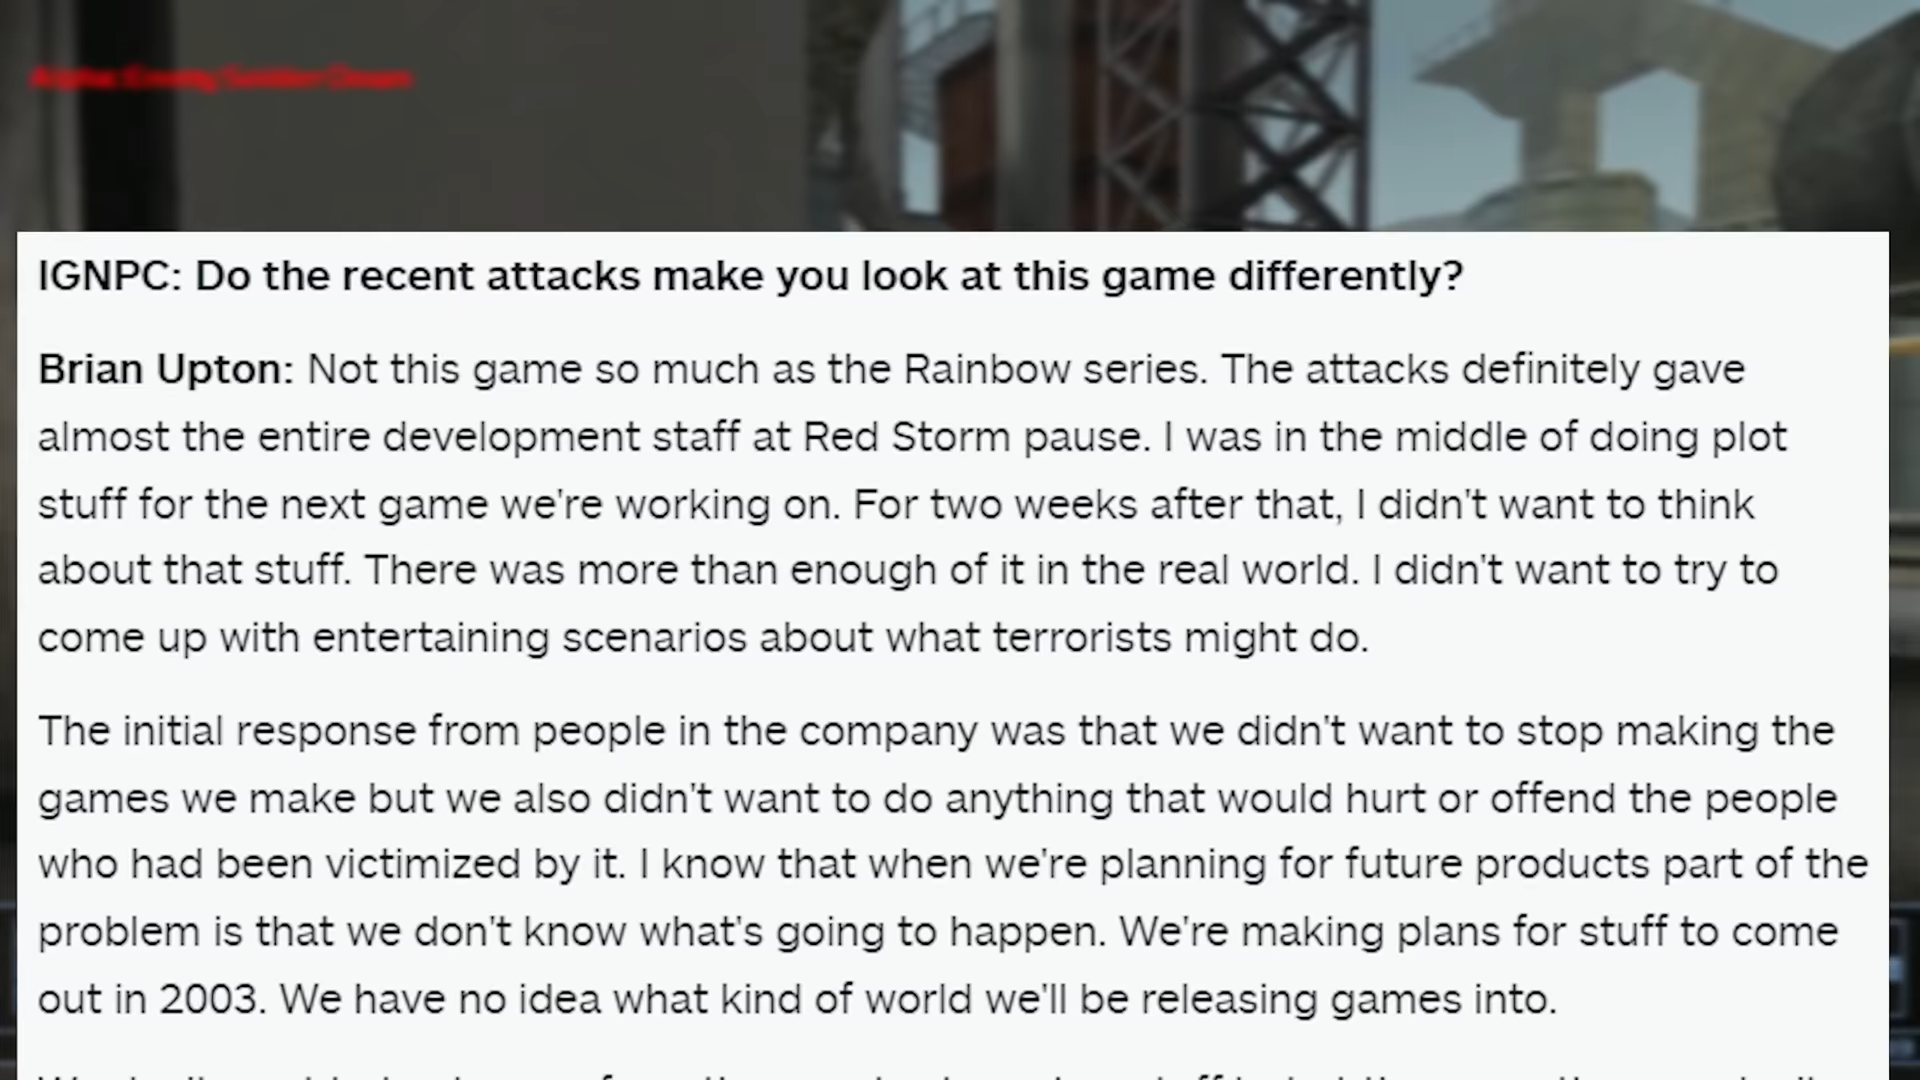 Enemy Soldier Down
IGNPC: Do the recent attacks make you look at this game differently?
Brian Upton: Not this game so much as the Rainbow series. The attacks definitely gave
almost the entire development staff at Red Storm pause. I was in the middle of doing plot
stuff for the next game we're working on. For two weeks after that, I didn't want to think
about that stuff. There was more than enough of it in the real world. I didn't want to try to
come up with entertaining scenarios about what terrorists might do.
The initial response from people in the company was that we didn't want to stop making the
games we make but we also didn't want to do anything that would hurt or offend the people
who had been victimized by it. I know that when we're planning for future products part of the
problem is that we don't know what's going to happen. We're making plans for stuff to come
out in 2003. We have no idea what kind of world we'll be releasing games into.